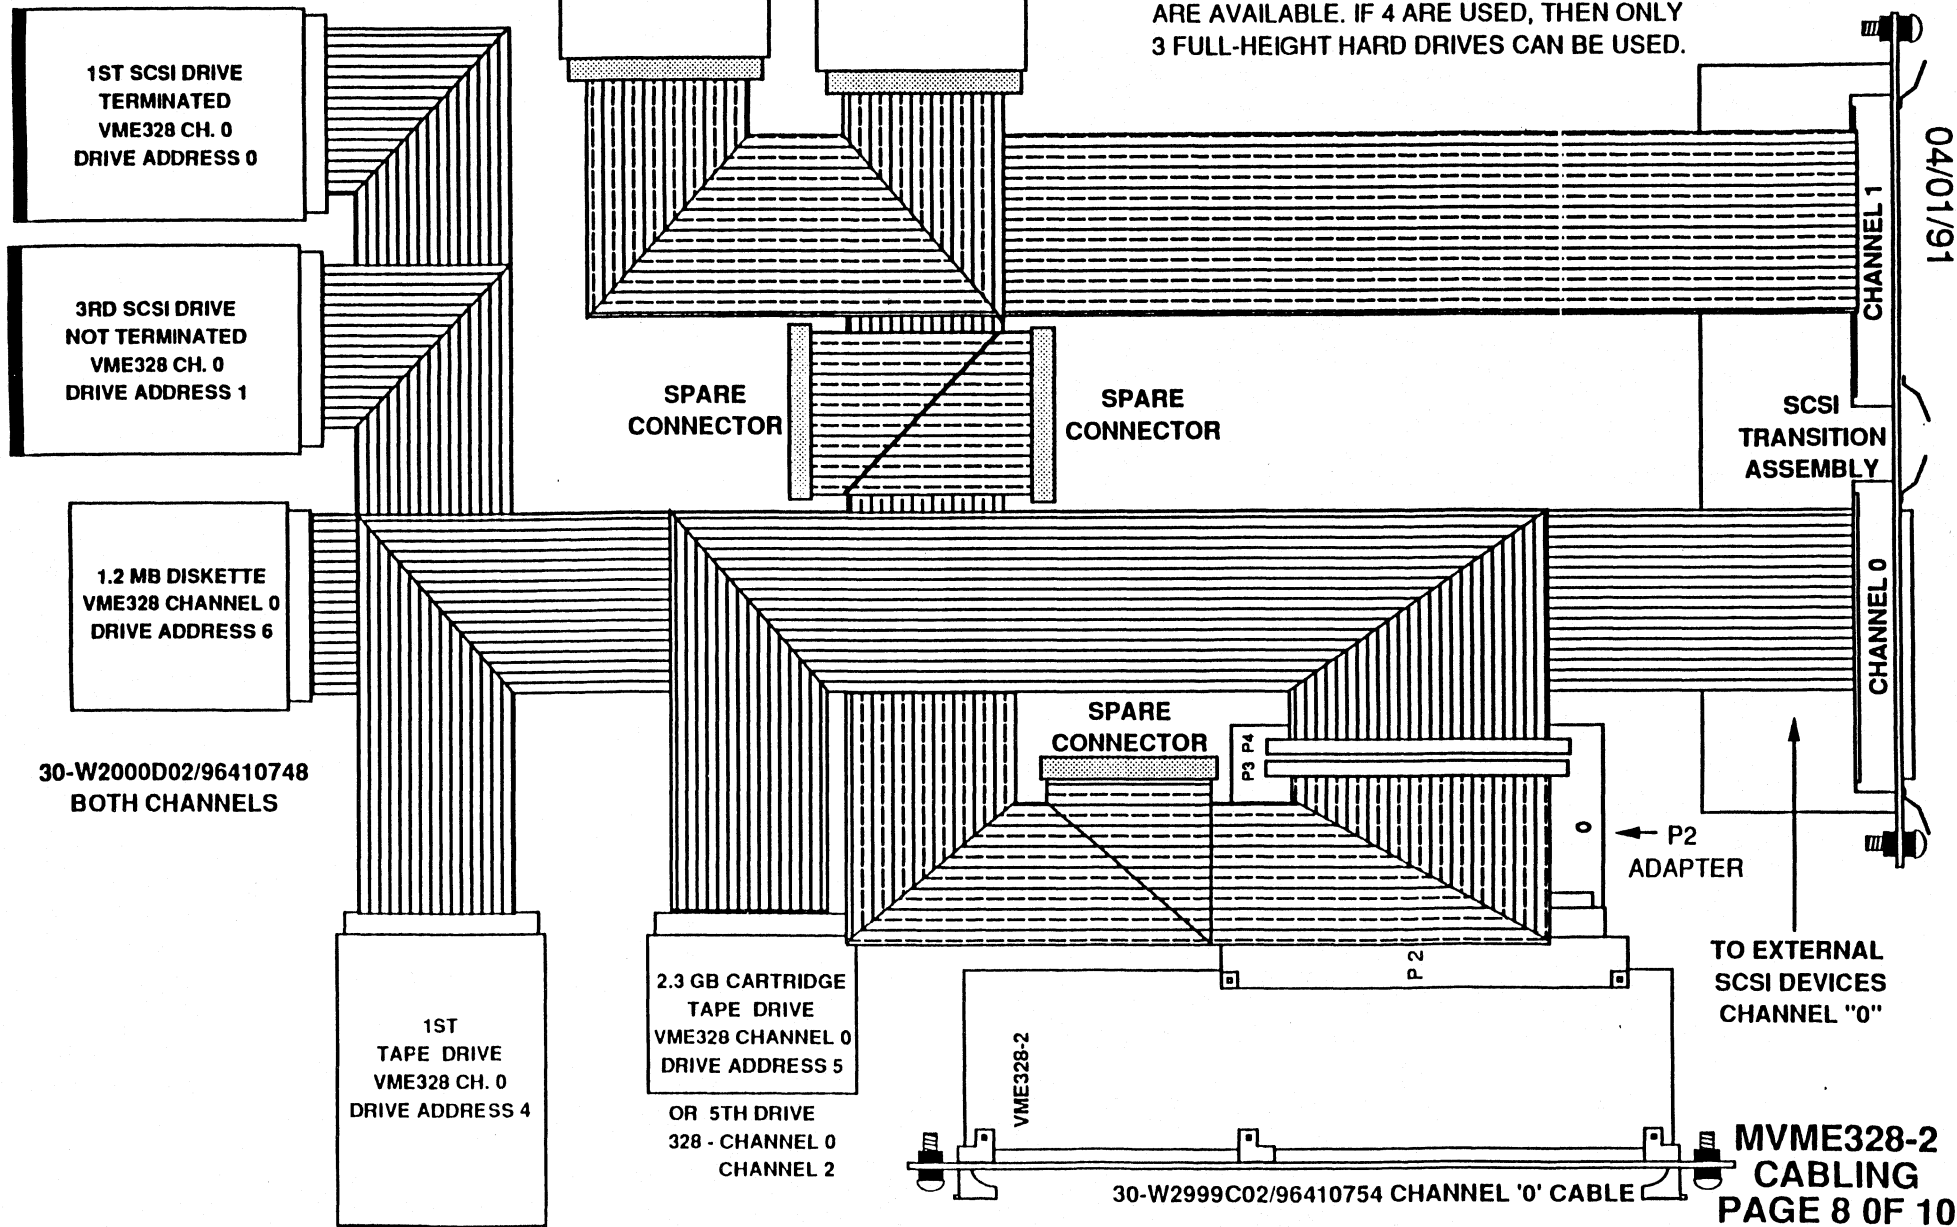 ARE AVAILABLE. IF 4 ARE USED, THEN ONLY
3 FULL-HEIGHT HARD DRIVES CAN BE USED.
04/01/91
1ST SCSI DRIVE
TERMINATED
VME328 CH. 0
DRIVE ADDRESS 0
CHANNEL 1
3RD SCSI DRIVE
NOT TERMINATED
VME328 CH. 0
DRIVE ADDRESS 1
SPARE
CONNECTOR
SPARE
CONNECTOR
SCSI
TRANSITION
ASSEMBLY
1.2 MB DISKETTE
VME328 CHANNEL 0
DRIVE ADDRESS 6
CHANNEL 0
30-W2000D02/96410748
BOTH CHANNELS
SPARE
CONNECTOR
P4
P3
0
P2
ADAPTER
TO EXTERNAL
SCSI DEVICES
CHANNEL "0"
P2
1ST
TAPE DRIVE
VME328 CH. 0
DRIVE ADDRESS 4
2.3 GB CARTRIDGE
TAPE DRIVE
VME328 CHANNEL 0
DRIVE ADDRESS 5
OR 5TH DRIVE
328 - CHANNEL 0
CHANNEL 2
VME328-2
30-W2999C02/96410754 CHANNEL '0' CABLE
MVME328-2
CABLING
PAGE 8 0F 10